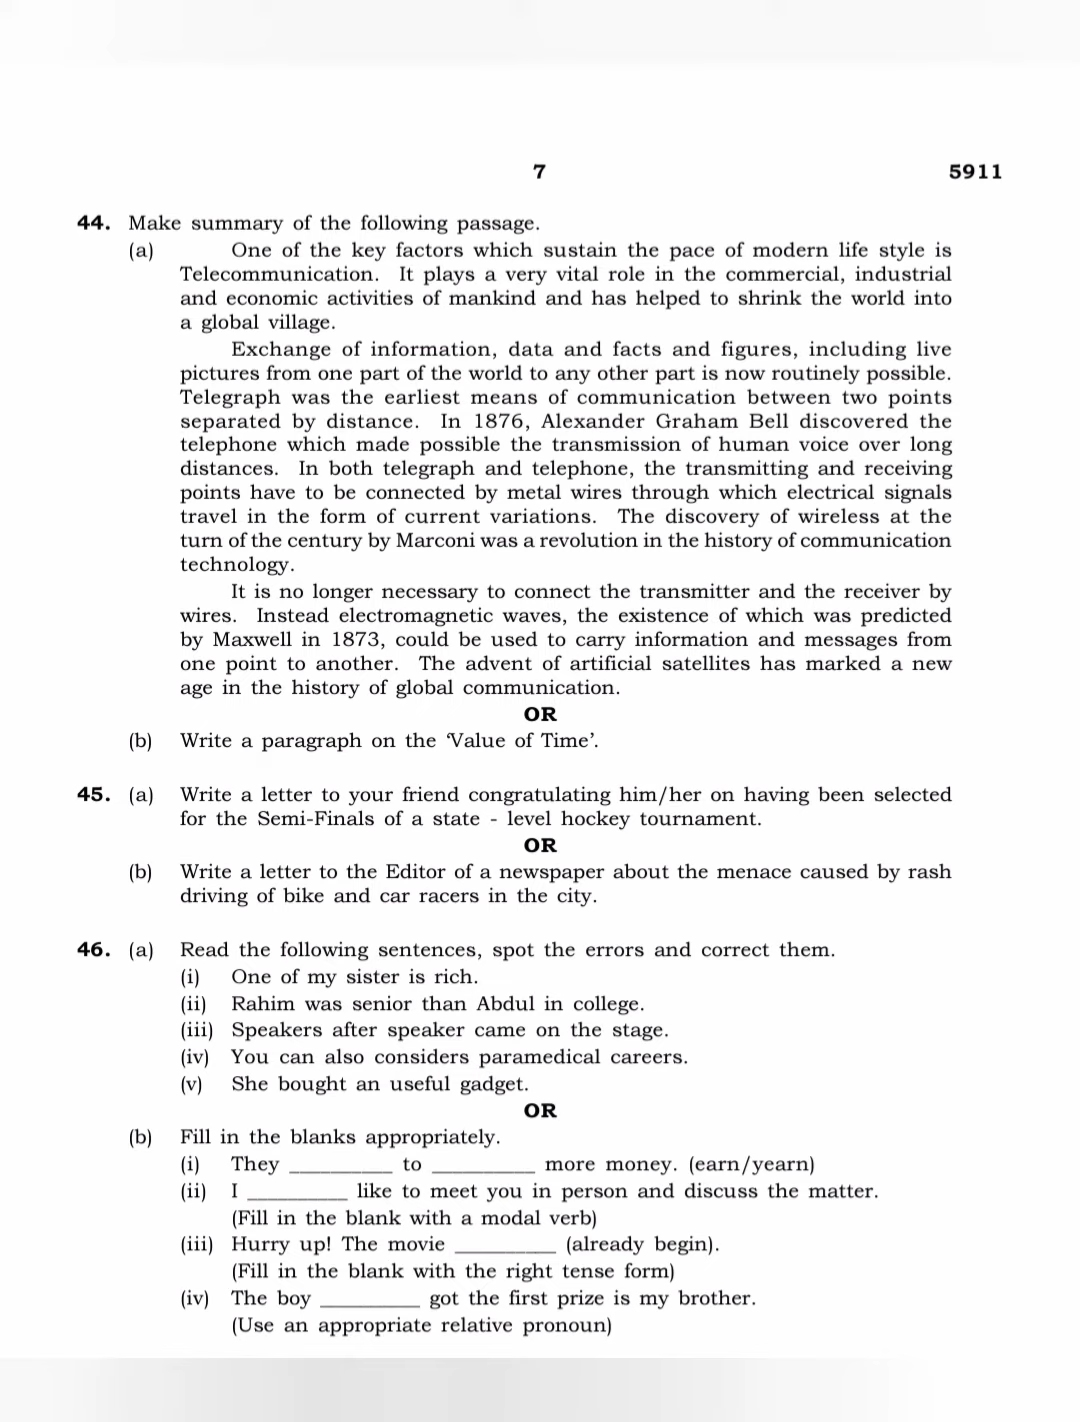 7 5911
44. Make summary of the following passage.
(a) One of the key factors which sustain the pace of modern life style is
Telecommunication. It plays a very vital role in the commercial, industrial
and economic activities of mankind and has helped to shrink the world into
a global village.
Exchange of information, data and facts and figures, including live
pictures from one part of the world to any other part is now routinely possible.
Telegraph was the earliest means of communication between two points
separated by distance. In 1876, Alexander Graham Bell discovered the
telephone which made possible the transmission of human voice over long
distances. In both telegraph and telephone, the transmitting and receiving
points have to be connected by metal wires through which electrical signals
travel in the form of current variations. The discovery of wireless at the
turn of the century by Marconi was a revolution in the history of communication
technology.
It is no longer necessary to connect the transmitter and the receiver by
wires. Instead electromagnetic waves, the existence of which was predicted
by Maxwell in 1873, could be used to carry information and messages from
one point to another. The advent of artificial satellites has marked a new
age in the history of global communication.
OR
(b) Write a paragraph on the ‘Value of Time’.
45. (a) Write a letter to your friend congratulating him/her on having been selected
for the Semi-Finals of a state - level hockey tournament.
OR
(b) Write a letter to the Editor of a newspaper about the menace caused by rash
driving of bike and car racers in the city.
46. (a) Read the following sentences, spot the errors and correct them.
(i) One of my sister is rich.
(ii) Rahim was senior than Abdul in college.
(iii) Speakers after speaker came on the stage.
(iv) You can also considers paramedical careers.
(v) She bought an useful gadget.
OR
(b) Fill in the blanks appropriately.
(i) They __________ to __________ more money. (earn/yearn)
(ii) I __________ like to meet you in person and discuss the matter.
(Fill in the blank with a modal verb)
(iii) Hurry up! The movie __________ (already begin).
(Fill in the blank with the right tense form)
(iv) The boy __________ got the first prize is my brother.
(Use an appropriate relative pronoun)